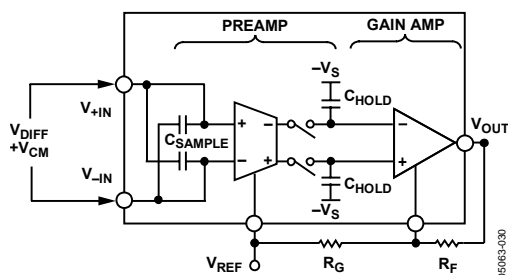 PREAMP GAIN AMP
–VS
V+IN
CHOLD
VOUT
+ – –
VDIFF
+VCM
CSAMPLE
– + +
V–IN
CHOLD
–VS
VREF RG RF
05063-030